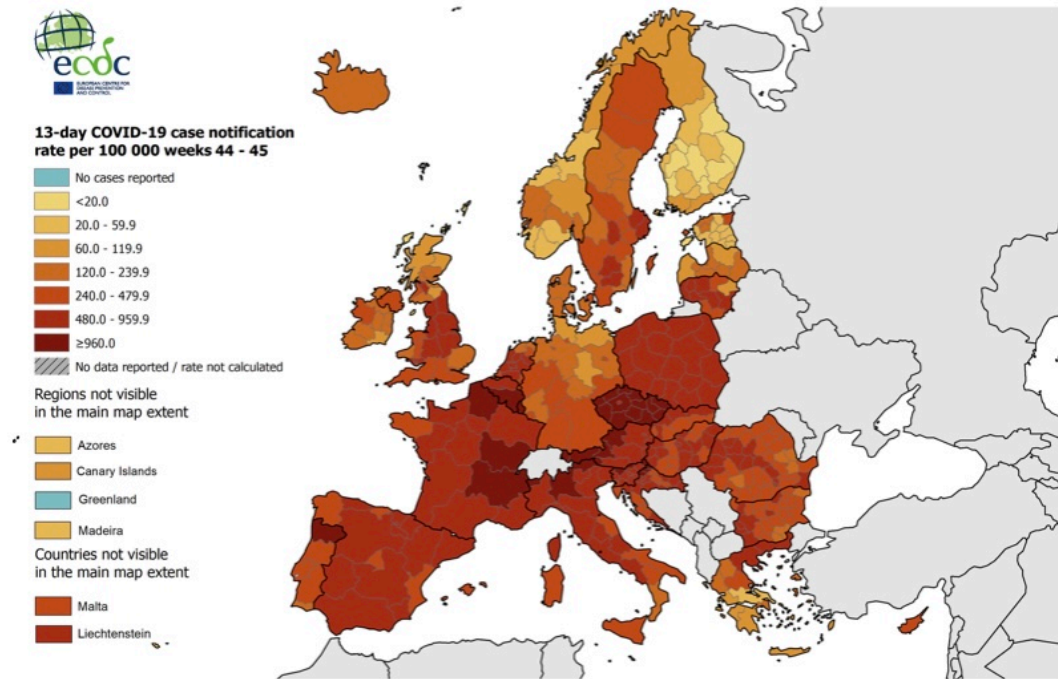 ecdc
EUROPEAN CENTRE FOR
DISEASE PREVENTION
AND CONTROL
13-day COVID-19 case notification
rate per 100 000 weeks 44 - 45
No cases reported
<20.0
20.0 - 59.9
60.0 - 119.9
120.0 - 239.9
240.0 - 479.9
480.0 - 959.9
≥960.0
No data reported / rate not calculated
Regions not visible
in the main map extent
Azores
Canary Islands
Greenland
Madeira
Countries not visible
in the main map extent
Malta
Liechtenstein